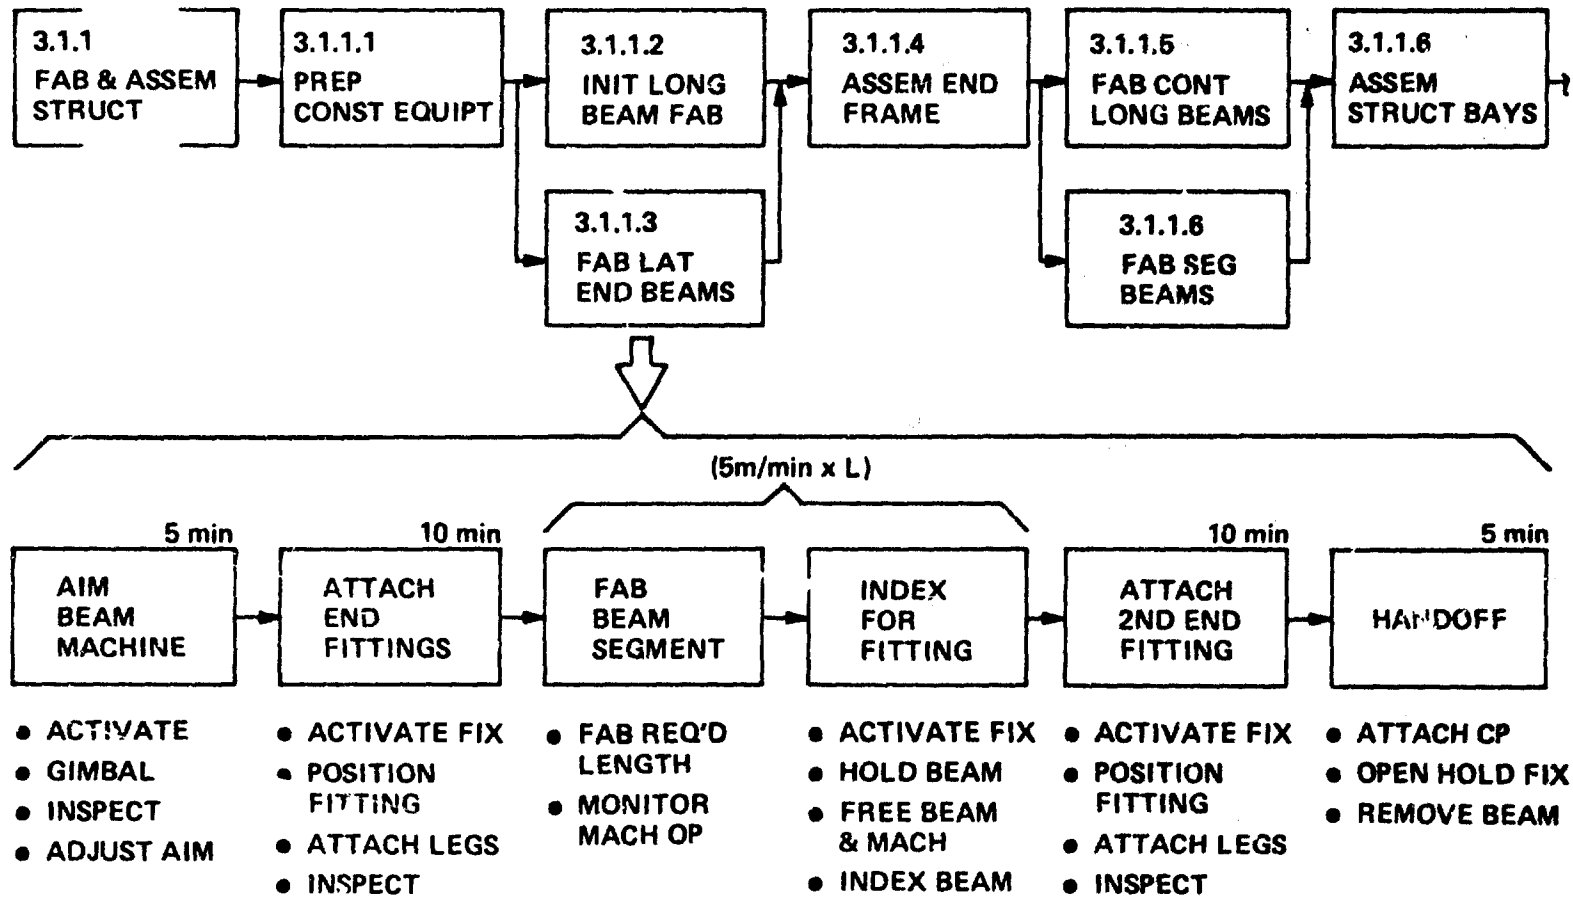 3.1.1
FAB & ASSEM
STRUCT
3.1.1.1
PREP
CONST EQUIPT
3.1.1.2
INIT LONG
BEAM FAB
3.1.1.4
ASSEM END
FRAME
3.1.1.5
FAB CONT
LONG BEAMS
3.1.1.6
ASSEM
STRUCT BAYS
3.1.1.3
FAB LAT
END BEAMS
3.1.1.6
FAB SEG
BEAMS
(5m/min x L)
5 min
AIM
BEAM
MACHINE
● ACTIVATE
● GIMBAL
● INSPECT
● ADJUST AIM
10 min
ATTACH
END
FITTINGS
● ACTIVATE FIX
● POSITION
FITTING
● ATTACH LEGS
● INSPECT
FAB
BEAM
SEGMENT
● FAB REQ'D
LENGTH
● MONITOR
MACH OP
INDEX
FOR
FITTING
● ACTIVATE FIX
● HOLD BEAM
● FREE BEAM
& MACH
● INDEX BEAM
10 min
ATTACH
2ND END
FITTING
● ACTIVATE FIX
● POSITION
FITTING
● ATTACH LEGS
● INSPECT
5 min
HANDOFF
● ATTACH CP
● OPEN HOLD FIX
● REMOVE BEAM